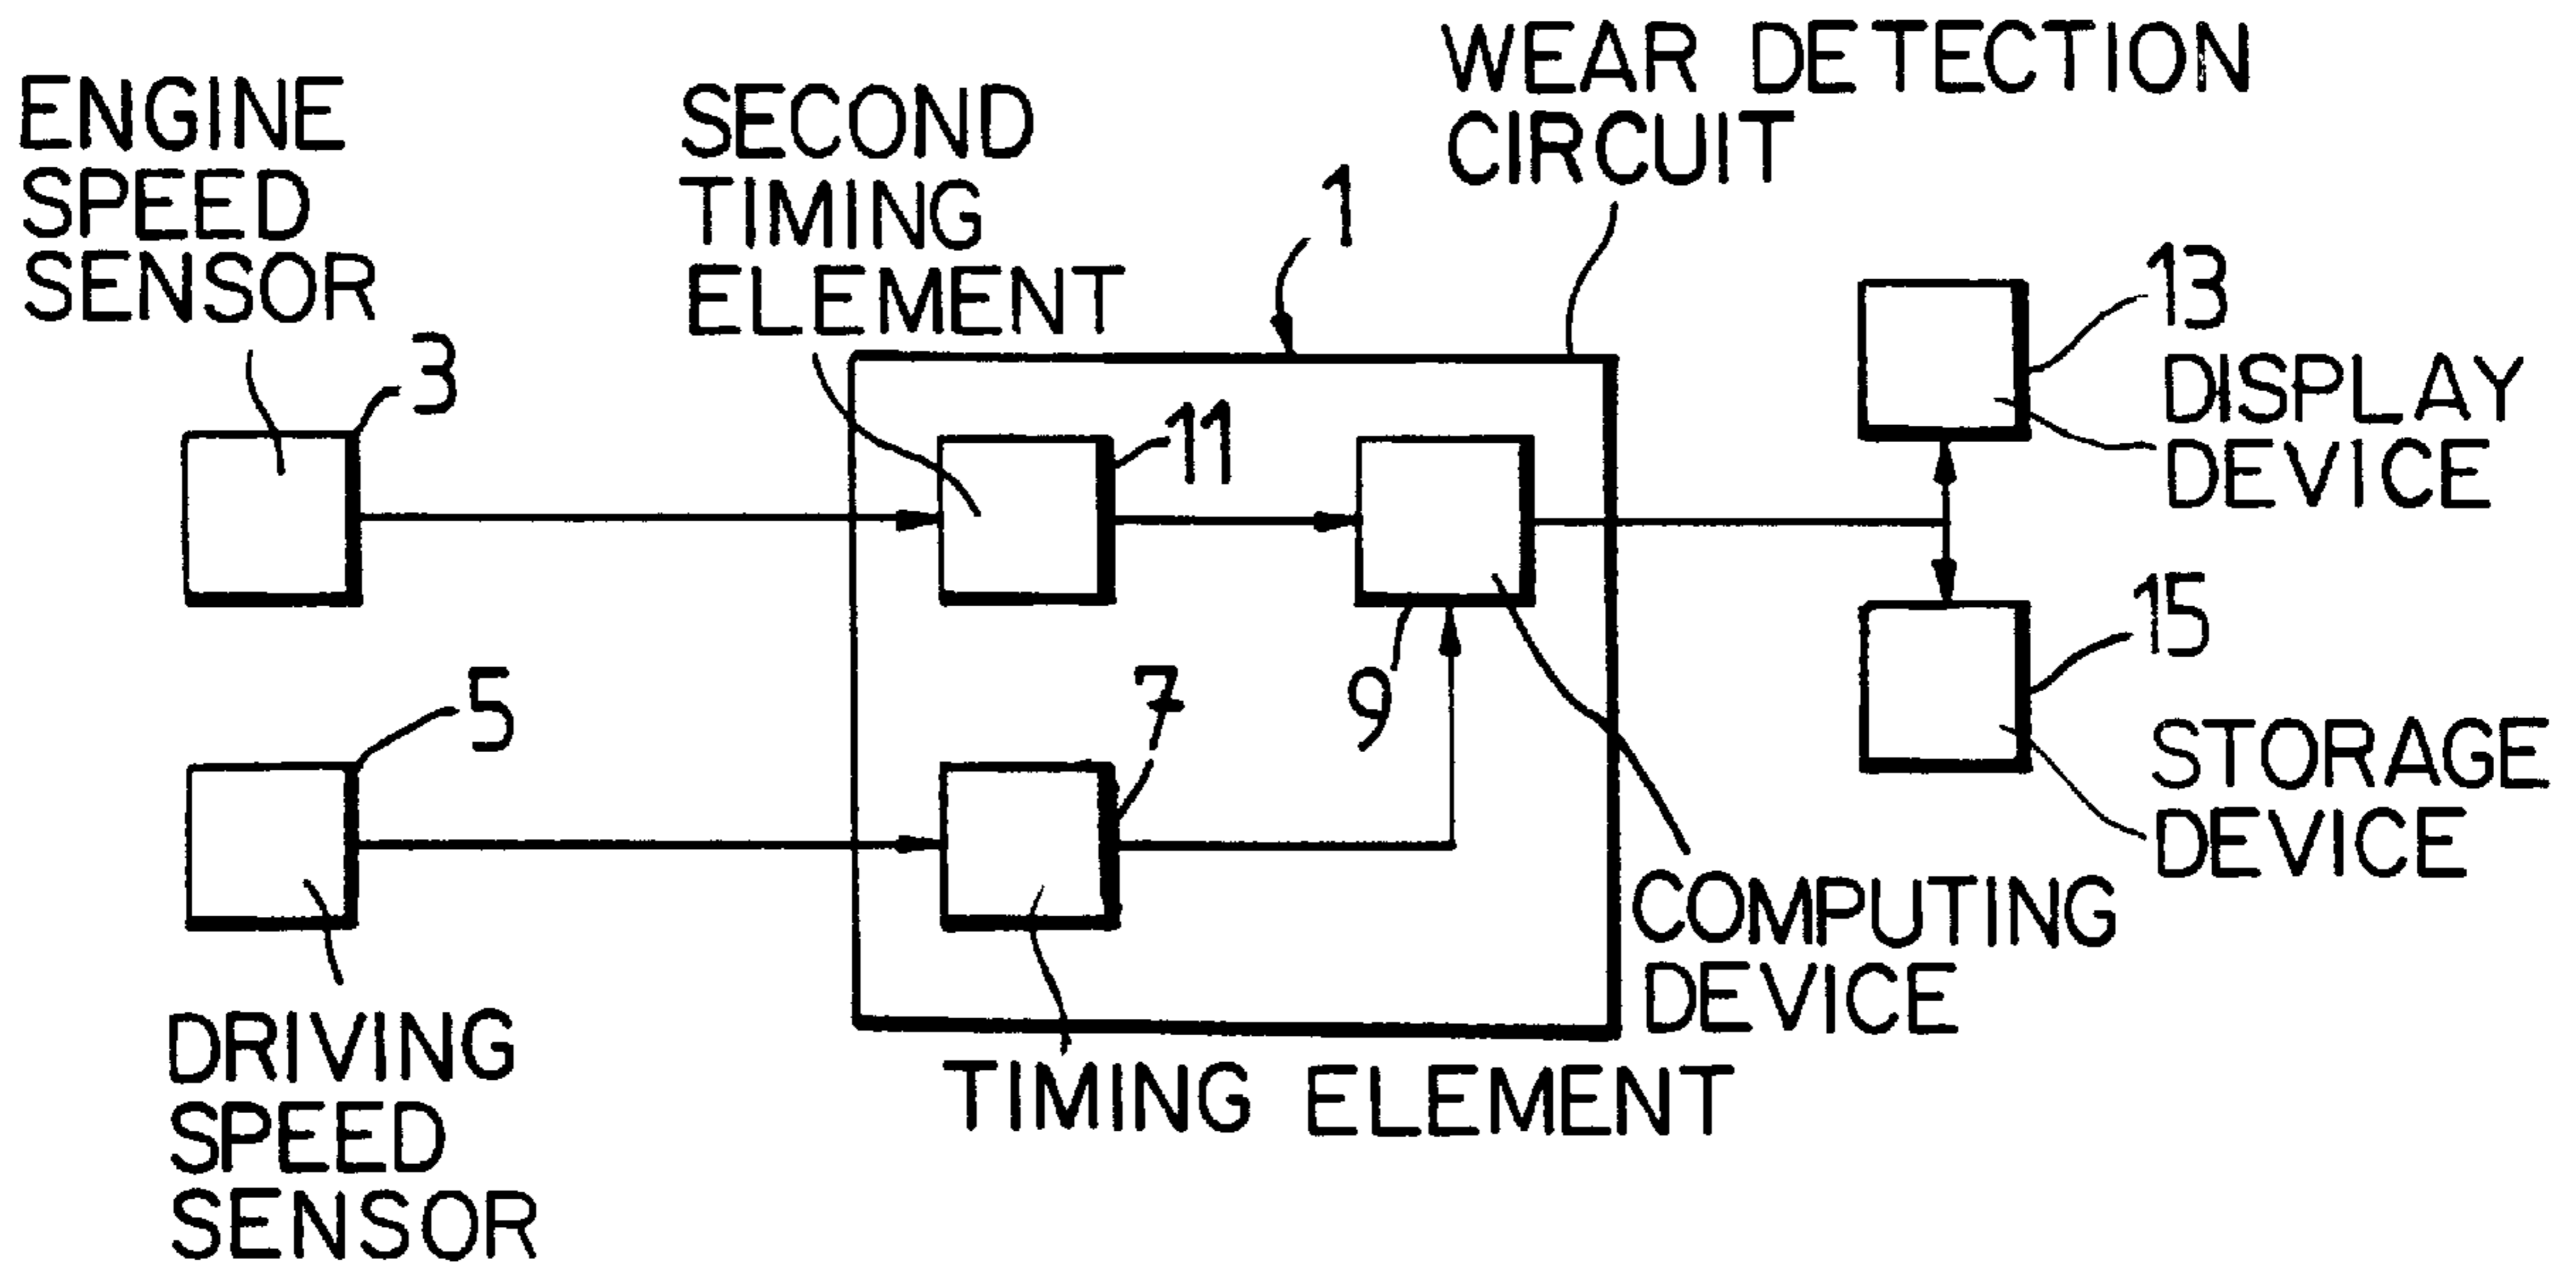 WEAR DETECTION
CIRCUIT
ENGINE
SPEED
SENSOR
SECOND
TIMING
ELEMENT
1
3
11
13
DISPLAY
DEVICE
5
7
9
15
STORAGE
DEVICE
COMPUTING
DEVICE
DRIVING
SPEED
SENSOR
TIMING ELEMENT